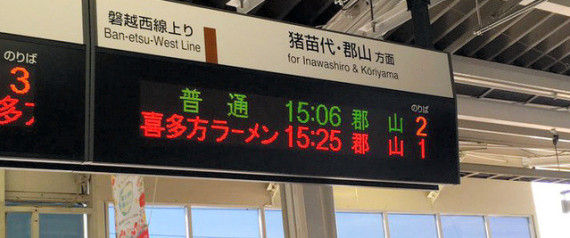 磐越西線上り
Ban-etsu-West Line
猪苗代・郡山 方面
for Inawashiro & Kōriyama
のりば
3
多方
のりば
普通 15:06 郡山 2
喜多方ラーメン 15:25 郡山 1